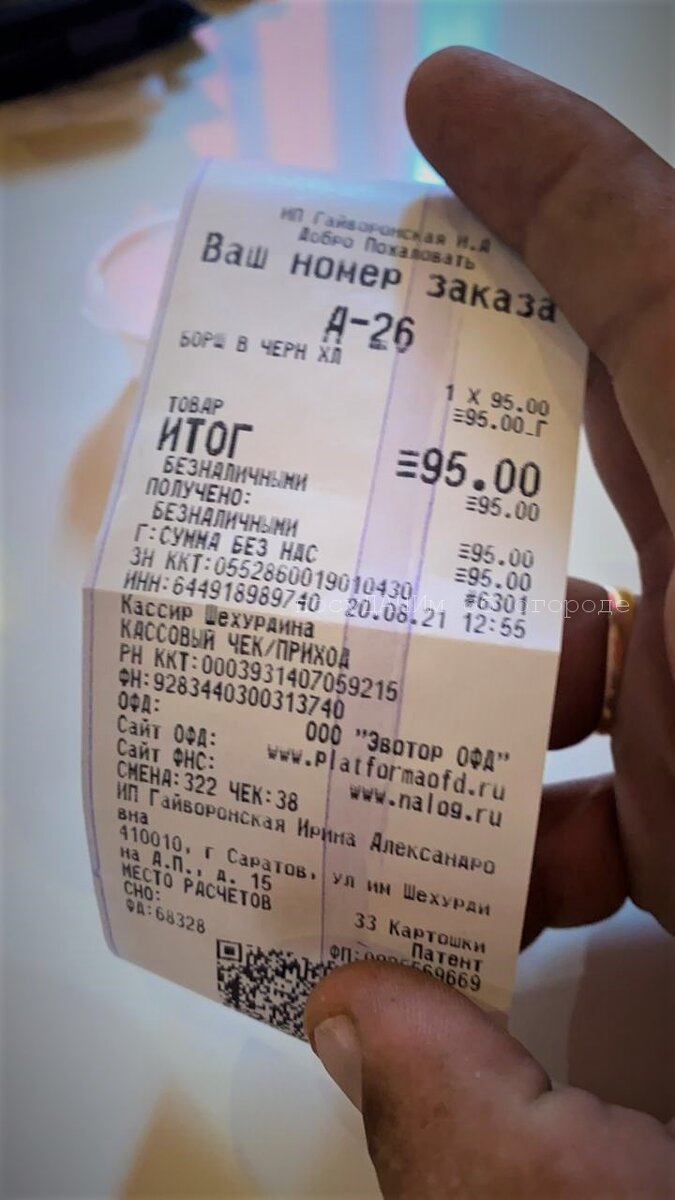 ИП Гайворонская И.А
Добро Пожаловать
Ваш номер заказа
А-26
БОРЩ В ЧЕРН ХЛ
1 X 95.00
≡95.00_Г
ТОВАР
ИТОГ ≡95.00
БЕЗНАЛИЧНЫМИ ≡95.00
ПОЛУЧЕНО:
БЕЗНАЛИЧНЫМИ ≡95.00
Г:СУММА БЕЗ НДС ≡95.00
ЗН ККТ:0552860019010430 #6301
ИНН:644918989740 20.08.21 12:55
Кассир Шехурдина
КАССОВЫЙ ЧЕК/ПРИХОД
РН ККТ:0003931407059215
ФН:9283440300313740
ОФД: ООО "Эвотор ОФД"
Сайт ОФД: www.platformaofd.ru
Сайт ФНС: www.nalog.ru
СМЕНА:322 ЧЕК:38
ИП Гайворонская Ирина Александро
вна
410010, г Саратов, ул им Шехурди
на А.П., д. 15
МЕСТО РАСЧЕТОВ 33 Картошки
СНО: Патент
ФД:68328 ФП: